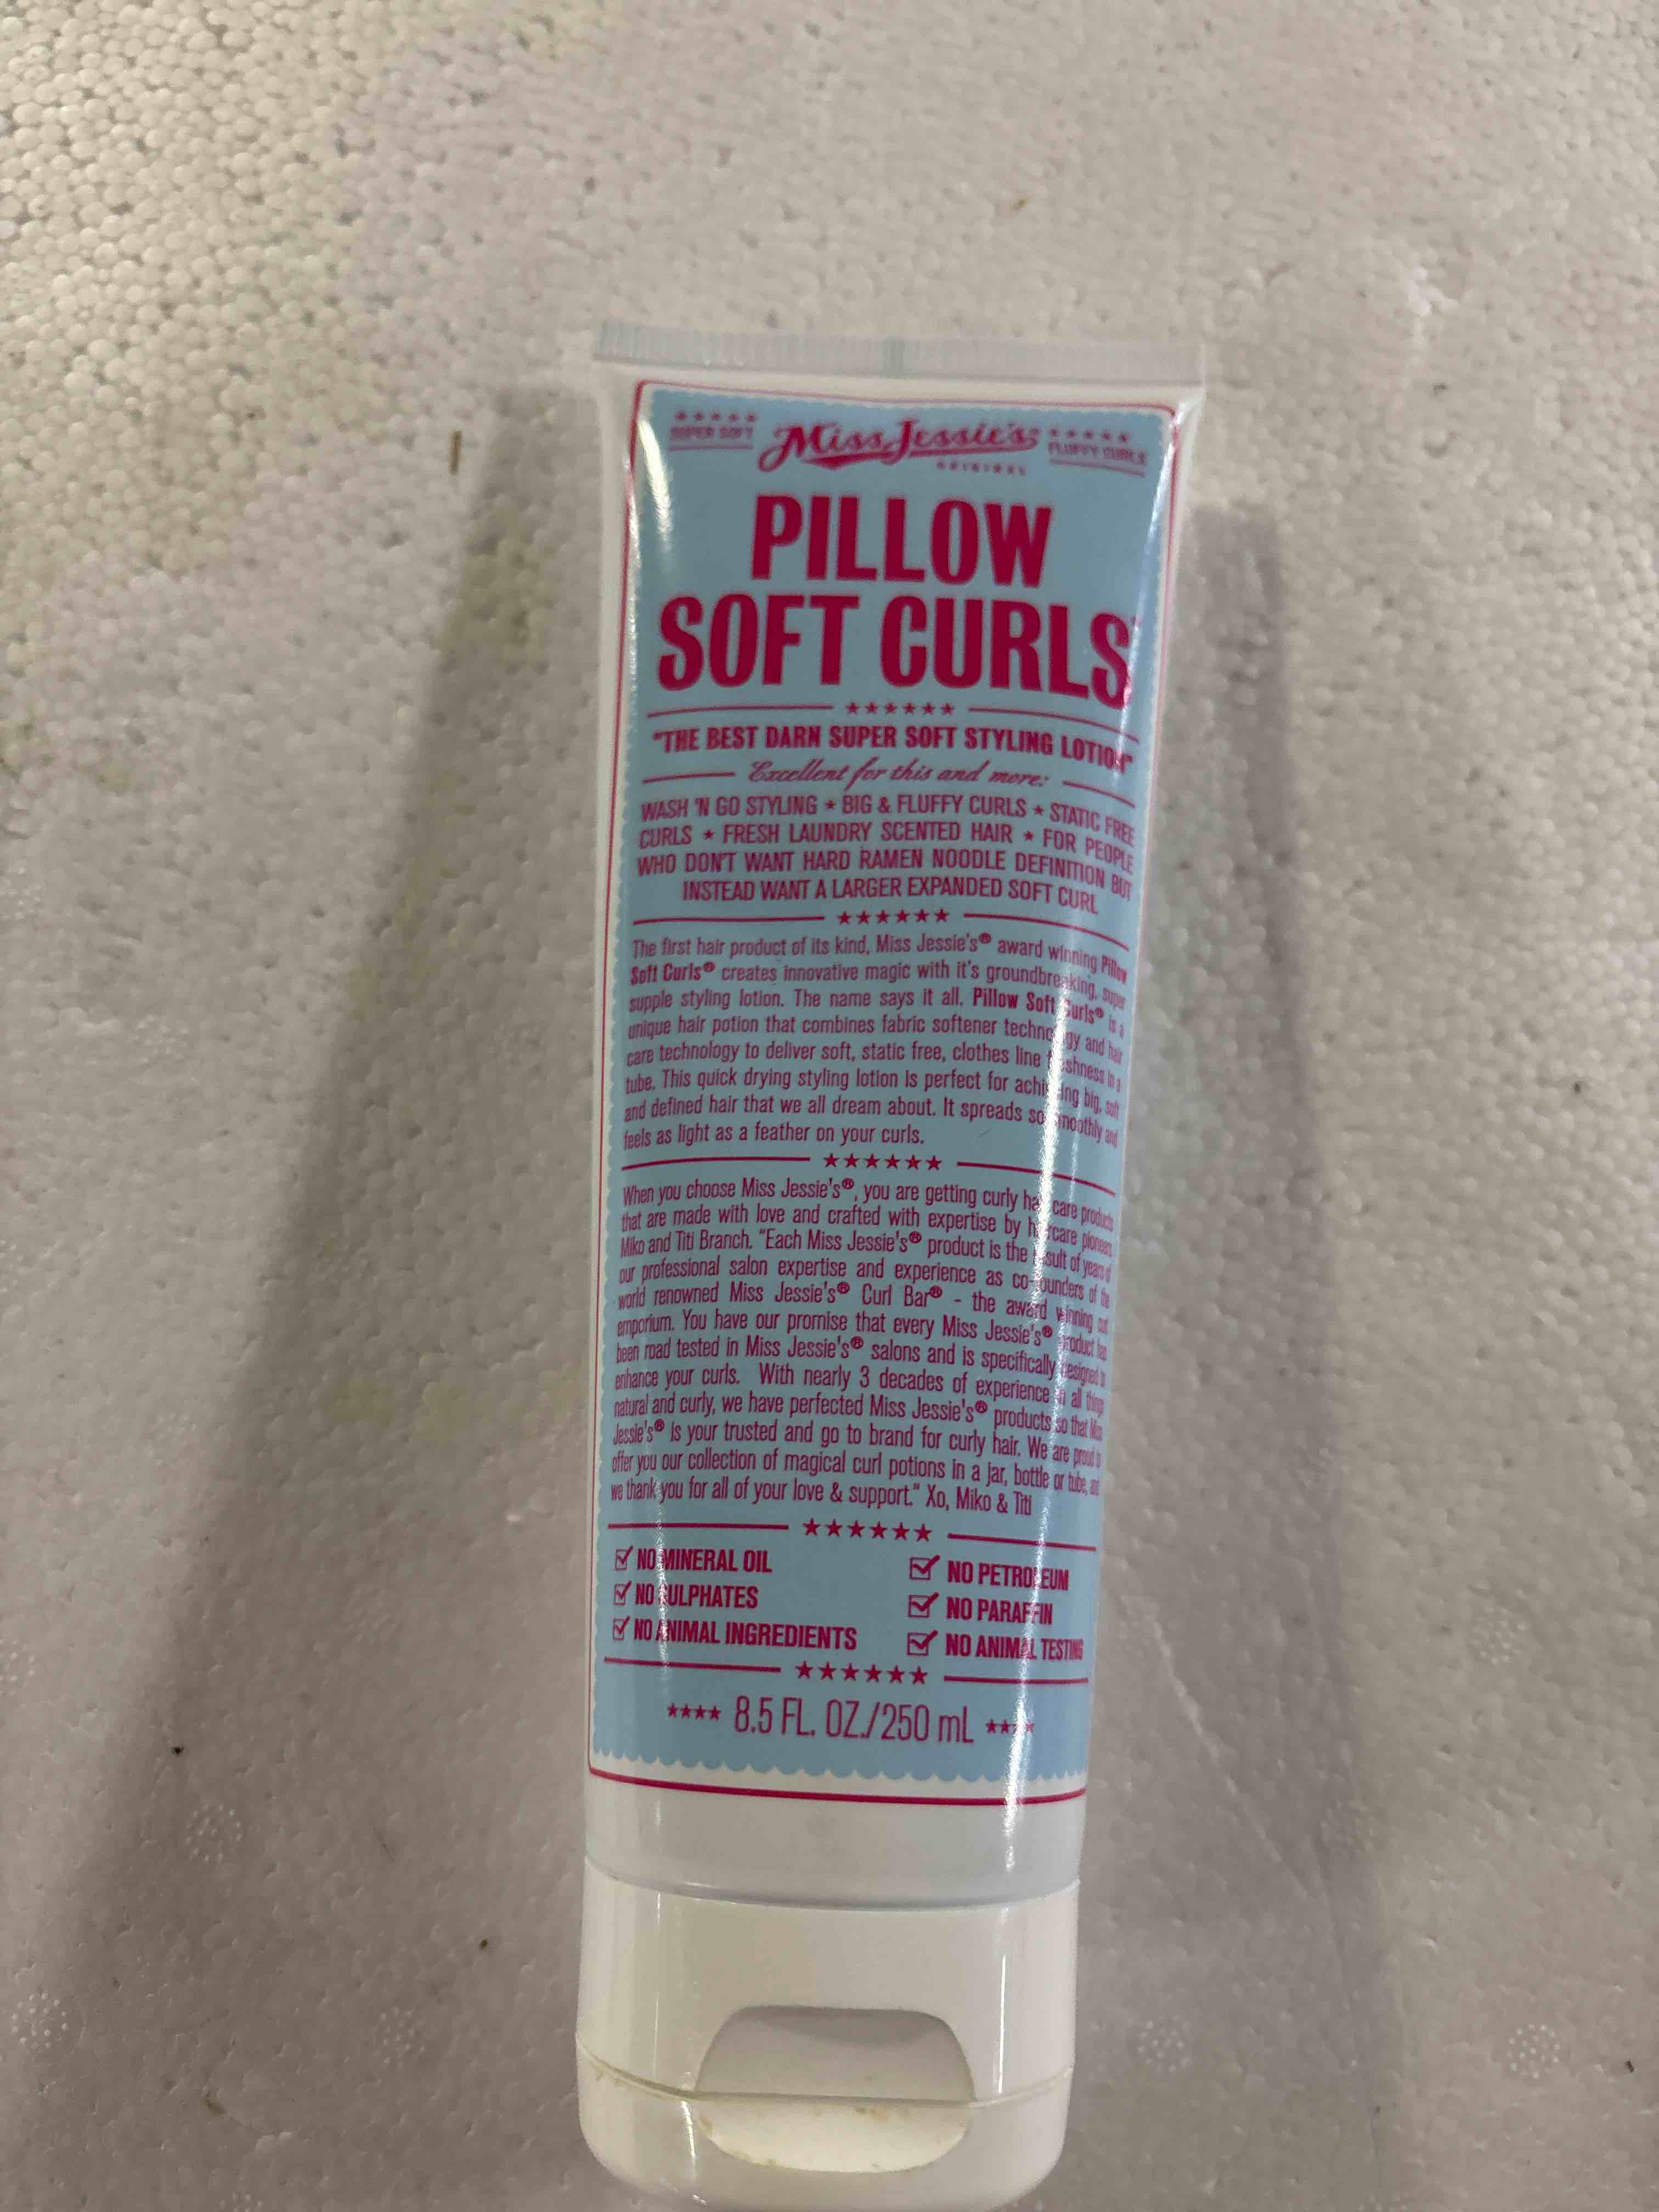 SUPER SOFT Miss Jessie's® FLUFFY CURLS
ORIGINAL
PILLOW
SOFT CURLS
"THE BEST DARN SUPER SOFT STYLING LOTION"
Excellent for this and more:
WASH 'N GO STYLING ★ BIG & FLUFFY CURLS ★ STATIC FREE
CURLS ★ FRESH LAUNDRY SCENTED HAIR ★ FOR PEOPLE
WHO DON'T WANT HARD RAMEN NOODLE DEFINITION BUT
INSTEAD WANT A LARGER EXPANDED SOFT CURL
The first hair product of its kind, Miss Jessie's® award winning Pillow
Soft Curls® creates innovative magic with it's groundbreaking, super
supple styling lotion. The name says it all. Pillow Soft Curls® is a
unique hair potion that combines fabric softener technology and hair
care technology to deliver soft, static free, clothes line freshness in a
tube. This quick drying styling lotion is perfect for achieving big, soft
and defined hair that we all dream about. It spreads so smoothly and
feels as light as a feather on your curls.
When you choose Miss Jessie's®, you are getting curly hair care products
that are made with love and crafted with expertise by haircare pioneers
Miko and Titi Branch. "Each Miss Jessie's® product is the result of years of
our professional salon expertise and experience as co-founders of the
world renowned Miss Jessie's® Curl Bar® - the award winning curl
emporium. You have our promise that every Miss Jessie's® product has
been road tested in Miss Jessie's® salons and is specifically designed to
enhance your curls. With nearly 3 decades of experience in all things
natural and curly, we have perfected Miss Jessie's® products so that Miss
Jessie's® is your trusted and go to brand for curly hair. We are proud to
offer you our collection of magical curl potions in a jar, bottle or tube, and
we thank you for all of your love & support." Xo, Miko & Titi
NO MINERAL OIL NO PETROLEUM
NO SULPHATES NO PARAFFIN
NO ANIMAL INGREDIENTS NO ANIMAL TESTING
8.5 FL. OZ./250 mL